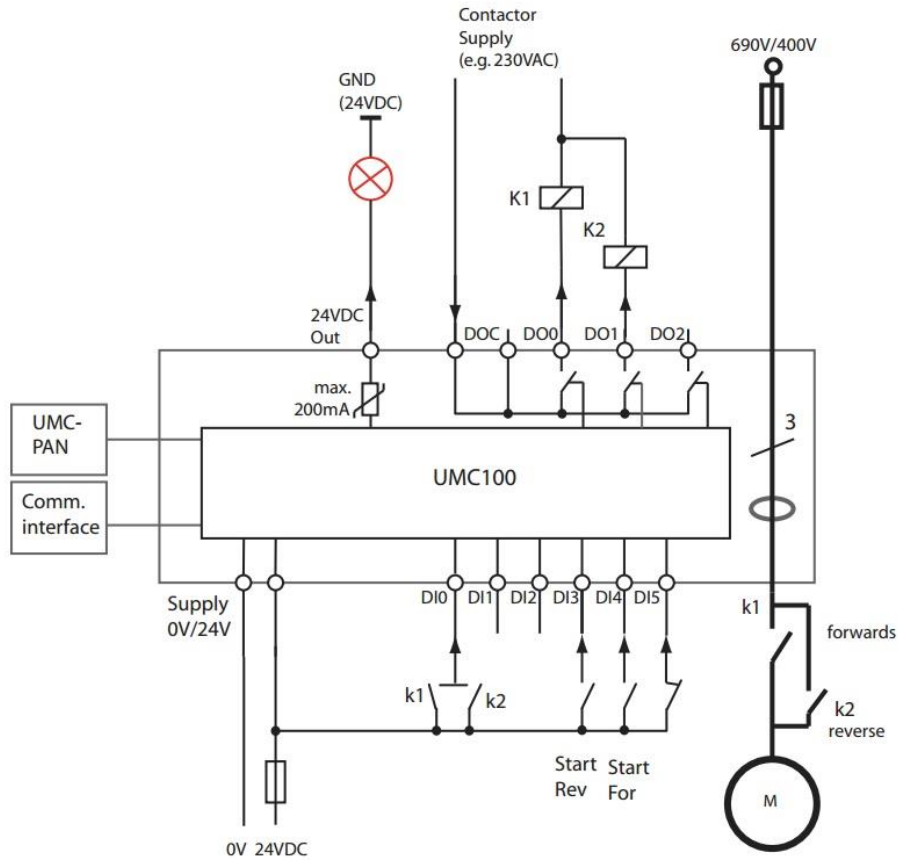 Contactor
Supply
(e.g. 230VAC)
690V/400V
GND
(24VDC)
K1
K2
24VDC
Out
DOC
DO0
DO1
DO2
max.
200mA
UMC-
PAN
3
UMC100
Comm.
interface
Supply
0V/24V
DI0
DI1
DI2
DI3
DI4
DI5
k1
forwards
k1
k2
k2
reverse
Start
Rev
Start
For
M
0V
24VDC